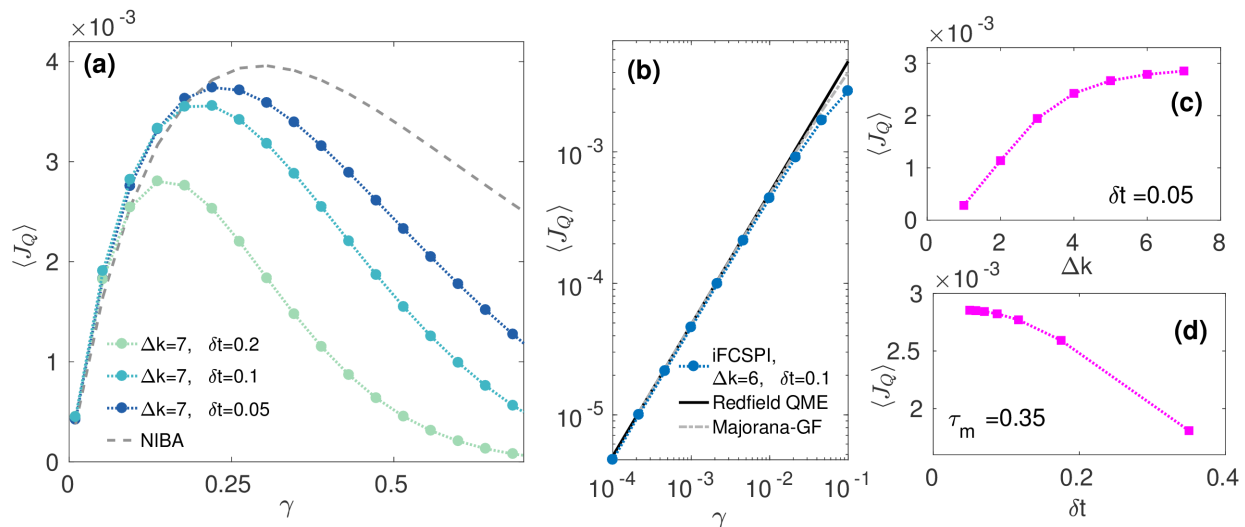 ×10⁻³
(a)
4
3
2
1
0
⟨J_Q⟩
0
0.25
0.5
γ
Δk=7, δt=0.2
Δk=7, δt=0.1
Δk=7, δt=0.05
NIBA
(b)
10⁻³
10⁻⁴
10⁻⁵
⟨J_Q⟩
10⁻⁴
10⁻³
10⁻²
10⁻¹
γ
iFCSPI,
Δk=6, δt=0.1
Redfield QME
Majorana-GF
×10⁻³
3
2
1
0
⟨J_Q⟩
(c)
δt =0.05
0
2
4
6
8
Δk
×10⁻³
3
2.5
2
⟨J_Q⟩
(d)
τ_m =0.35
0
0.2
0.4
δt